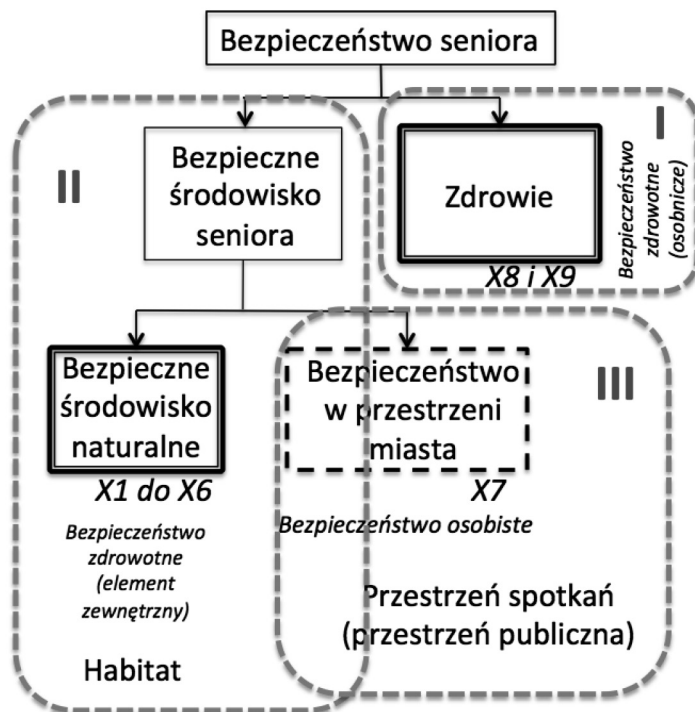 Bezpieczeństwo seniora
II
Bezpieczne
środowisko
seniora
Zdrowie
I
Bezpieczeństwo
zdrowotne
(osobnicze)
X8 i X9
Bezpieczne
środowisko
naturalne
X1 do X6
Bezpieczeństwo
zdrowotne
(element
zewnętrzny)
Habitat
Bezpieczeństwo
w przestrzeni
miasta
III
X7
Bezpieczeństwo osobiste
Przestrzeń spotkań
(przestrzeń publiczna)